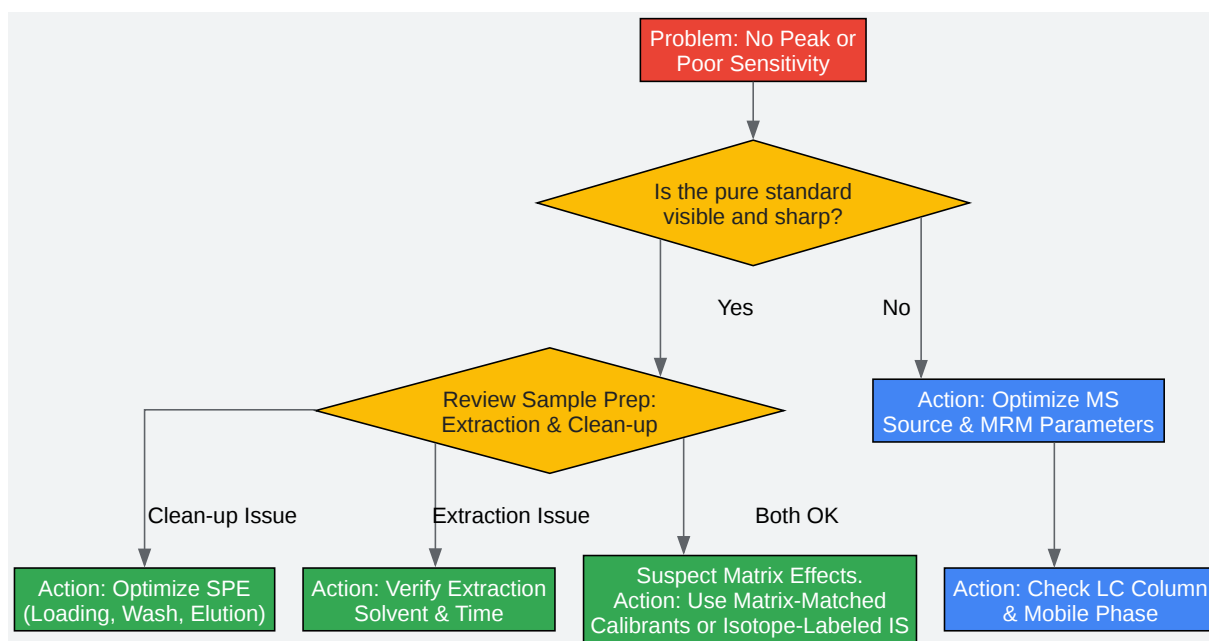 Problem: No Peak or
Poor Sensitivity
Is the pure standard
visible and sharp?
Yes
No
Review Sample Prep:
Extraction & Clean-up
Action: Optimize MS
Source & MRM Parameters
Clean-up Issue
Extraction Issue
Both OK
Action: Optimize SPE
(Loading, Wash, Elution)
Action: Verify Extraction
Solvent & Time
Suspect Matrix Effects.
Action: Use Matrix-Matched
Calibrants or Isotope-Labeled IS
Action: Check LC Column
& Mobile Phase